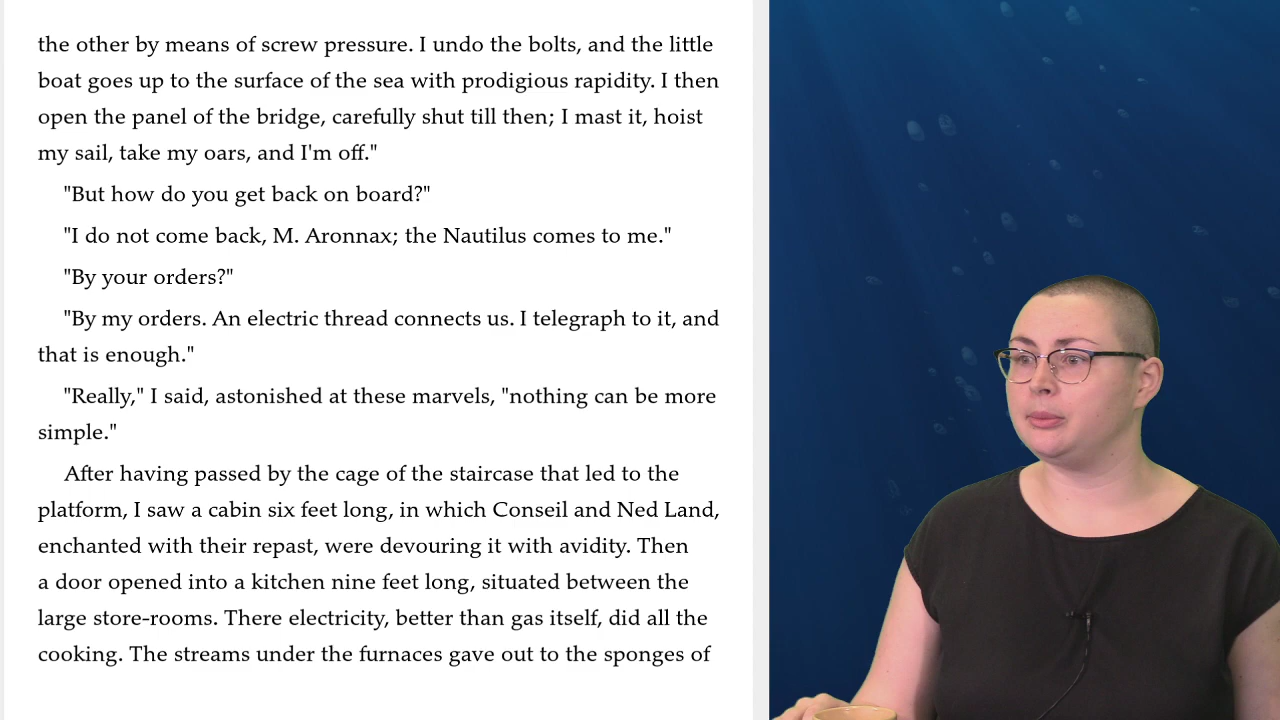 the other by means of screw pressure. I undo the bolts, and the little
boat goes up to the surface of the sea with prodigious rapidity. I then
open the panel of the bridge, carefully shut till then; I mast it, hoist
my sail, take my oars, and I'm off."
"But how do you get back on board?"
"I do not come back, M. Aronnax; the Nautilus comes to me."
"By your orders?"
"By my orders. An electric thread connects us. I telegraph to it, and
that is enough."
"Really," I said, astonished at these marvels, "nothing can be more
simple."
After having passed by the cage of the staircase that led to the
platform, I saw a cabin six feet long, in which Conseil and Ned Land,
enchanted with their repast, were devouring it with avidity. Then
a door opened into a kitchen nine feet long, situated between the
large store-rooms. There electricity, better than gas itself, did all the
cooking. The streams under the furnaces gave out to the sponges of